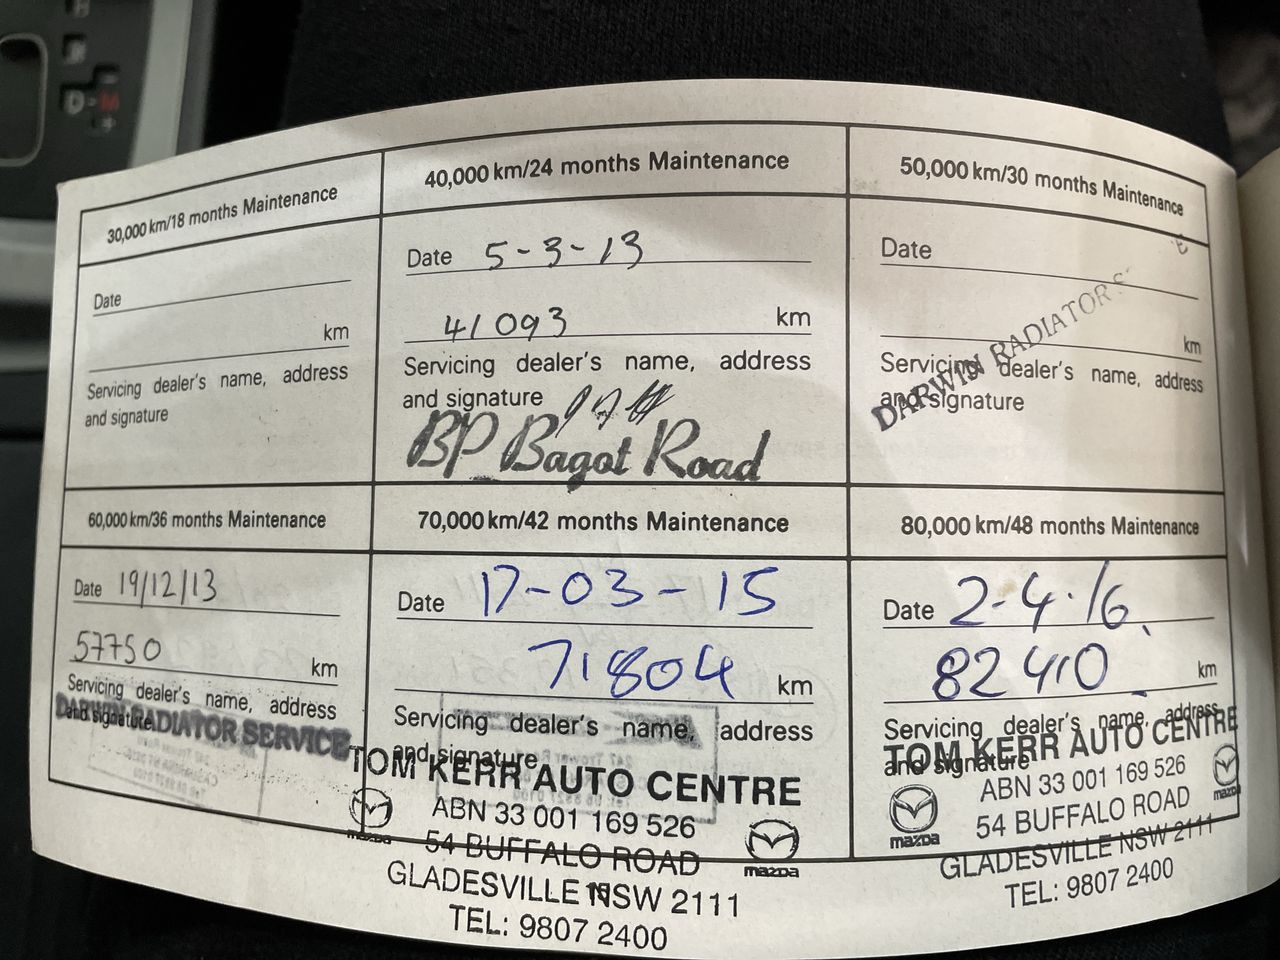 D-M
30,000 km/18 months Maintenance
Date
km
Servicing dealer's name, address
and signature
40,000 km/24 months Maintenance
Date 5-3-13
41093 km
Servicing dealer's name, address
and signature
BP Bagot Road
50,000 km/30 months Maintenance
Date
km
Servicing dealer's name, address
and signature
DARWIN RADIATOR
60,000 km/36 months Maintenance
Date 19/12/13
57750 km
Servicing dealer's name, address
and signature
DARWIN RADIATOR SERVICE
70,000 km/42 months Maintenance
Date 17-03-15
71804 km
Servicing dealer's name, address
and signature
TOM KERR AUTO CENTRE
ABN 33 001 169 526
54 BUFFALO ROAD
GLADESVILLE NSW 2111
TEL: 9807 2400
mazda
mazda
80,000 km/48 months Maintenance
Date 2-4-16
82410 km
Servicing dealer's name, address
and signature
TOM KERR AUTO CENTRE
ABN 33 001 169 526
54 BUFFALO ROAD
GLADESVILLE NSW 2111
TEL: 9807 2400
mazda
mazda